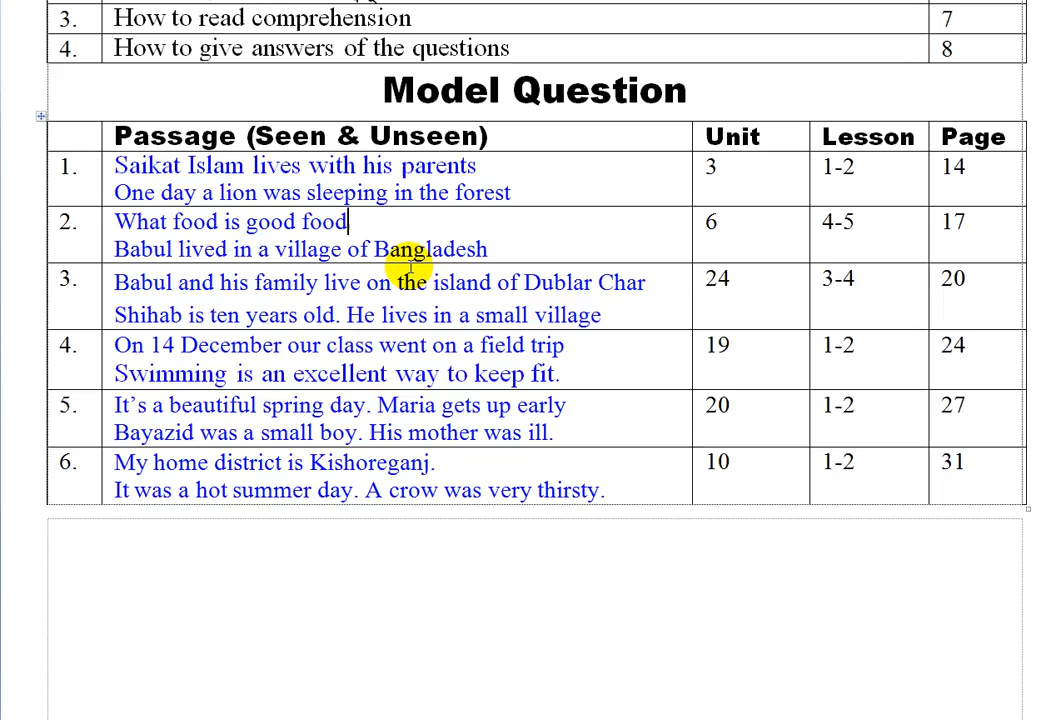 3. How to read comprehension 7
4. How to give answers of the questions 8
Model Question
Passage (Seen & Unseen) Unit Lesson Page
1. Saikat Islam lives with his parents 3 1-2 14
One day a lion was sleeping in the forest
2. What food is good food 6 4-5 17
Babul lived in a village of Bangladesh
3. Babul and his family live on the island of Dublar Char 24 3-4 20
Shihab is ten years old. He lives in a small village
4. On 14 December our class went on a field trip 19 1-2 24
Swimming is an excellent way to keep fit.
5. It’s a beautiful spring day. Maria gets up early 20 1-2 27
Bayazid was a small boy. His mother was ill.
6. My home district is Kishoreganj. 10 1-2 31
It was a hot summer day. A crow was very thirsty.